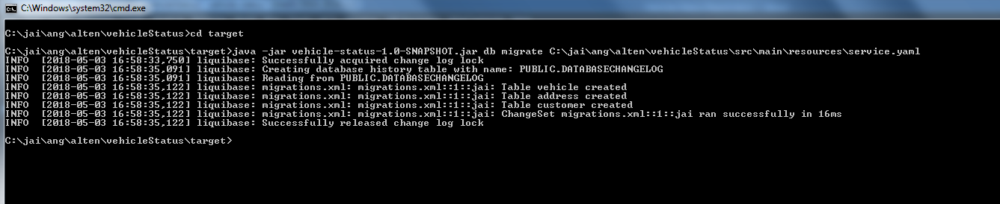 C:\Windows\system32\cmd.exe
C:\jai\ang\alten\vehicleStatus>cd target
C:\jai\ang\alten\vehicleStatus\target>java -jar vehicle-status-1.0-SNAPSHOT.jar db migrate C:\jai\ang\alten\vehicleStatus\src\main\resources\service.yaml
INFO  [2018-05-03 16:58:33,750] liquibase: Successfully acquired change log lock
INFO  [2018-05-03 16:58:35,091] liquibase: Creating database history table with name: PUBLIC.DATABASECHANGELOG
INFO  [2018-05-03 16:58:35,091] liquibase: Reading from PUBLIC.DATABASECHANGELOG
INFO  [2018-05-03 16:58:35,122] liquibase: migrations.xml: migrations.xml::1::jai: Table vehicle created
INFO  [2018-05-03 16:58:35,122] liquibase: migrations.xml: migrations.xml::1::jai: Table address created
INFO  [2018-05-03 16:58:35,122] liquibase: migrations.xml: migrations.xml::1::jai: Table customer created
INFO  [2018-05-03 16:58:35,122] liquibase: migrations.xml: migrations.xml::1::jai: ChangeSet migrations.xml::1::jai ran successfully in 16ms
INFO  [2018-05-03 16:58:35,122] liquibase: Successfully released change log lock
C:\jai\ang\alten\vehicleStatus\target>